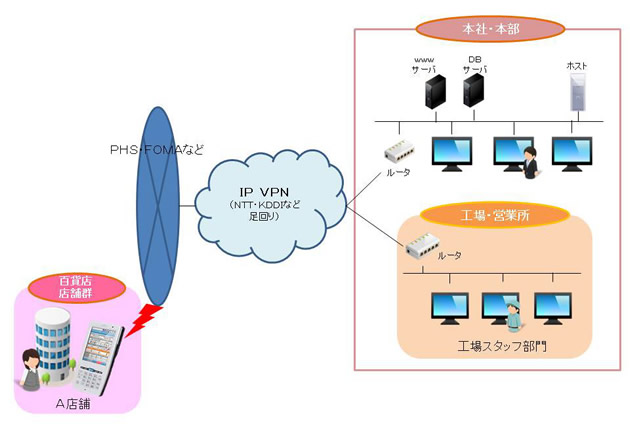 本社・本部
www
サーバ
DB
サーバ
ホスト
PHS・FOMAなど
ルータ
IP VPN
(NTT・KDDIなど
足回り)
工場・営業所
ルータ
百貨店
店舗群
工場スタッフ部門
A店舗